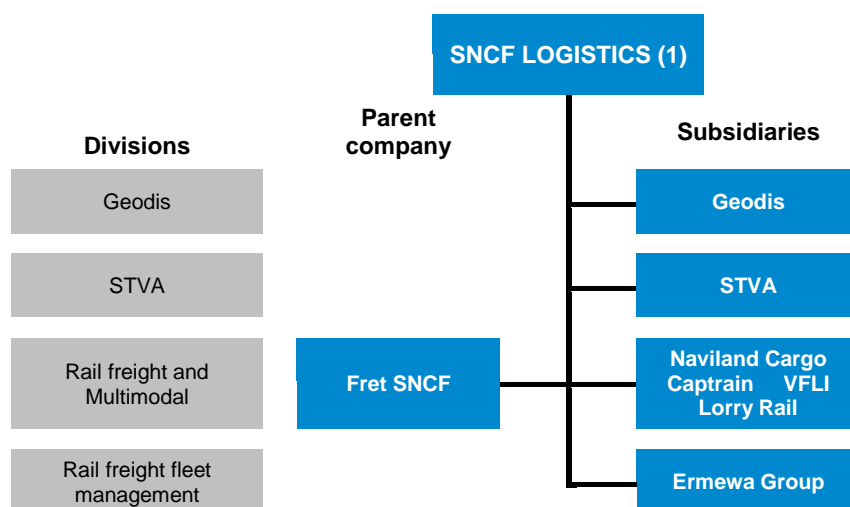 SNCF LOGISTICS (1)
Divisions
Parent
company
Subsidiaries
Geodis
Geodis
STVA
STVA
Rail freight and
Multimodal
Fret SNCF
Naviland Cargo
Captrain VFLI
Lorry Rail
Rail freight fleet
management
Ermewa Group